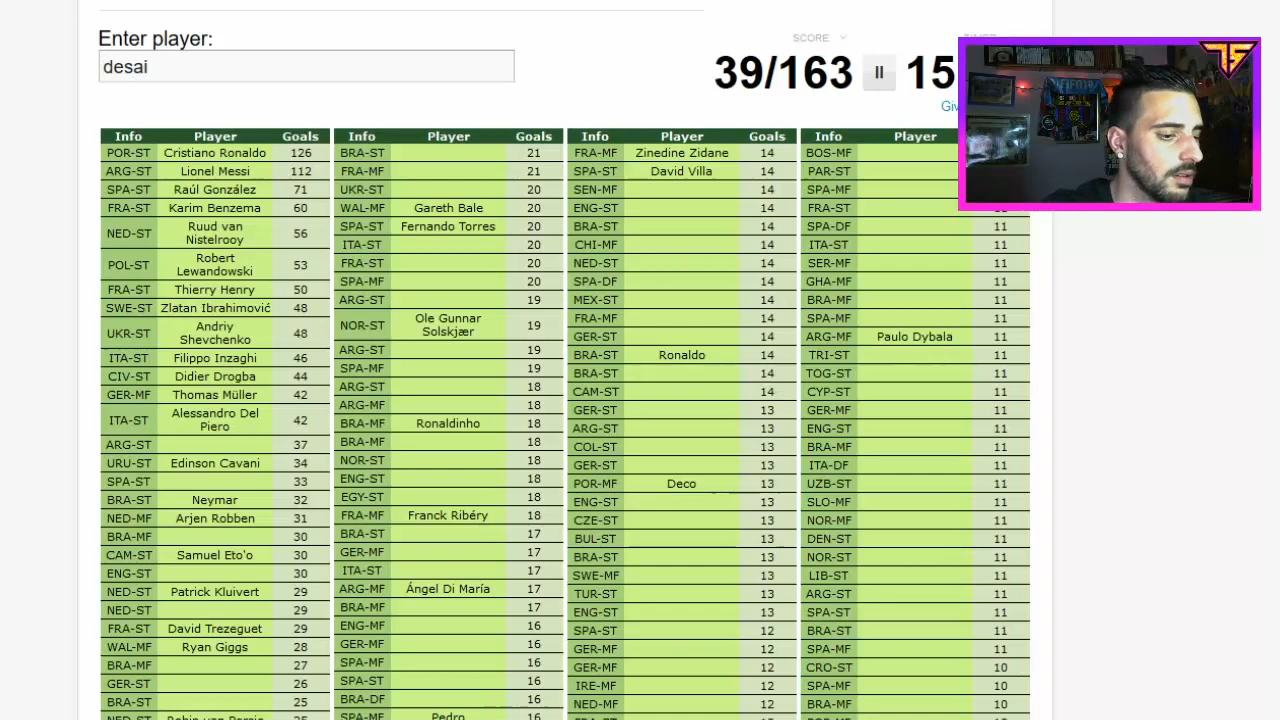 Enter player:
desai
SCORE
39/163
II
15
Giv
Info Player Goals
POR-ST Cristiano Ronaldo 126
ARG-ST Lionel Messi 112
SPA-ST Raúl González 71
FRA-ST Karim Benzema 60
NED-ST Ruud van Nistelrooy 56
POL-ST Robert Lewandowski 53
FRA-ST Thierry Henry 50
SWE-ST Zlatan Ibrahimović 48
UKR-ST Andriy Shevchenko 48
ITA-ST Filippo Inzaghi 46
CIV-ST Didier Drogba 44
GER-MF Thomas Müller 42
ITA-ST Alessandro Del Piero 42
ARG-ST 37
URU-ST Edinson Cavani 34
SPA-ST 33
BRA-ST Neymar 32
NED-MF Arjen Robben 31
BRA-MF 30
CAM-ST Samuel Eto'o 30
ENG-ST 30
NED-ST Patrick Kluivert 29
NED-ST 29
FRA-ST David Trezeguet 29
WAL-MF Ryan Giggs 28
BRA-MF 27
GER-ST 26
BRA-ST 25
Info Player Goals
BRA-ST 21
FRA-MF 21
UKR-ST 20
WAL-MF Gareth Bale 20
SPA-ST Fernando Torres 20
ITA-ST 20
FRA-ST 20
SPA-MF 20
ARG-ST 19
NOR-ST Ole Gunnar Solskjær 19
ARG-ST 19
SPA-MF 19
ARG-ST 18
ARG-MF 18
BRA-MF Ronaldinho 18
BRA-MF 18
NOR-ST 18
ENG-ST 18
EGY-ST 18
FRA-MF Franck Ribéry 18
BRA-ST 17
GER-MF 17
ITA-ST 17
ARG-MF Ángel Di María 17
BRA-MF 17
ENG-MF 16
GER-MF 16
SPA-MF 16
SPA-ST 16
BRA-DF 16
SPA-MF Pedro 16
Info Player Goals
FRA-MF Zinedine Zidane 14
SPA-ST David Villa 14
SEN-MF 14
ENG-ST 14
BRA-ST 14
CHI-MF 14
NED-ST 14
SPA-DF 14
MEX-ST 14
FRA-MF 14
GER-ST 14
BRA-ST Ronaldo 14
BRA-ST 14
CAM-ST 14
GER-ST 13
ARG-ST 13
COL-ST 13
GER-ST 13
POR-MF Deco 13
ENG-ST 13
CZE-ST 13
BUL-ST 13
BRA-ST 13
SWE-MF 13
TUR-ST 13
ENG-ST 13
SPA-ST 12
GER-MF 12
GER-MF 12
IRE-MF 12
NED-MF 12
Info Player
BOS-MF
PAR-ST
SPA-MF
FRA-ST
SPA-DF 11
ITA-ST 11
SER-MF 11
GHA-MF 11
BRA-MF 11
SPA-MF 11
ARG-MF Paulo Dybala 11
TRI-ST 11
TOG-ST 11
CYP-ST 11
GER-MF 11
ENG-ST 11
BRA-MF 11
ITA-DF 11
UZB-ST 11
SLO-MF 11
NOR-MF 11
DEN-ST 11
NOR-ST 11
LIB-ST 11
ARG-ST 11
SPA-ST 11
BRA-ST 11
SPA-MF 11
CRO-ST 10
SPA-MF 10
BRA-MF 10